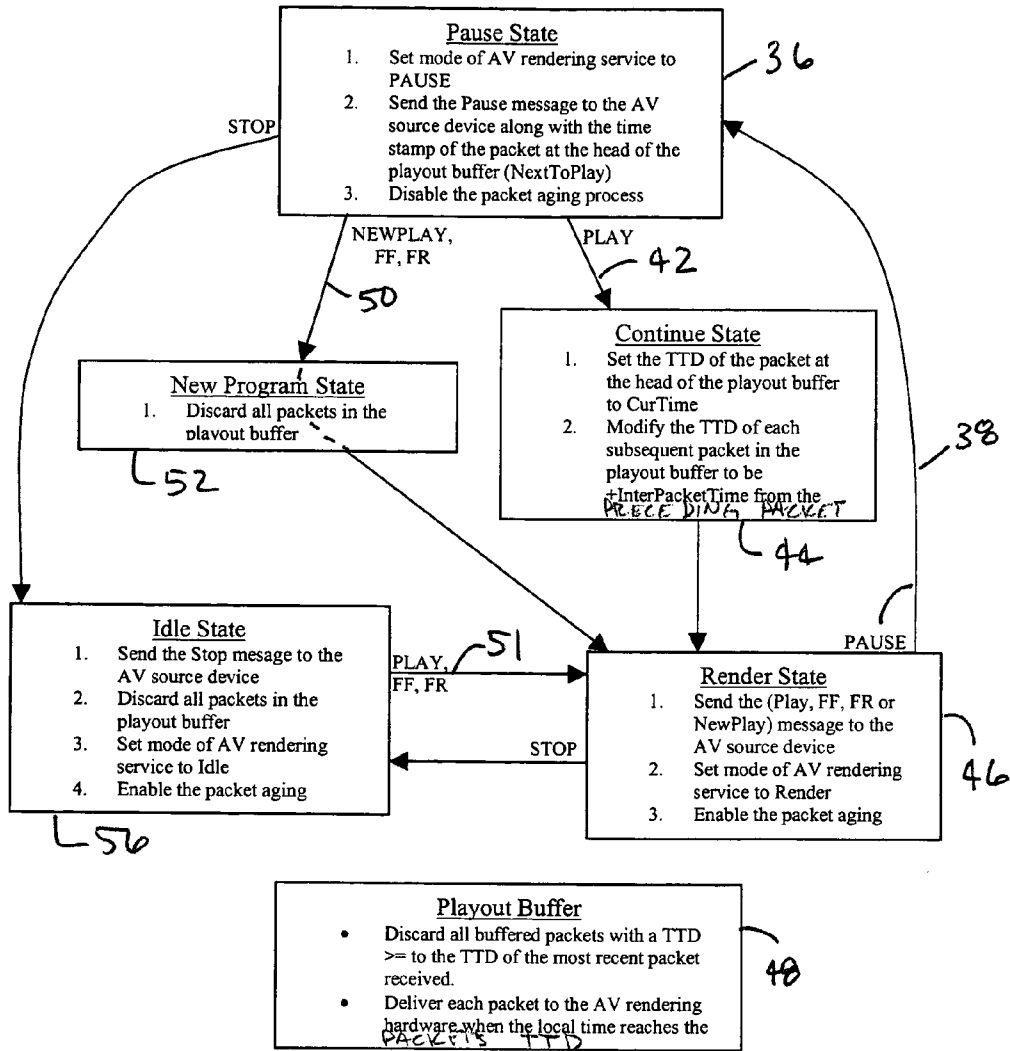 Pause State
1. Set mode of AV rendering service to
PAUSE
2. Send the Pause message to the AV
source device along with the time
stamp of the packet at the head of the
playout buffer (NextToPlay)
3. Disable the packet aging process
36
STOP
NEWPLAY,
FF, FR
PLAY
42
50
Continue State
1. Set the TTD of the packet at
the head of the playout buffer
to CurTime
2. Modify the TTD of each
subsequent packet in the
playout buffer to be
+InterPacketTime from the
PRECEDING PACKET
44
New Program State
1. Discard all packets in the
playout buffer
52
38
Idle State
1. Send the Stop mesage to the
AV source device
2. Discard all packets in the
playout buffer
3. Set mode of AV rendering
service to Idle
4. Enable the packet aging
56
PLAY,
FF, FR
51
STOP
PAUSE
Render State
1. Send the (Play, FF, FR or
NewPlay) message to the
AV source device
2. Set mode of AV rendering
service to Render
3. Enable the packet aging
46
Playout Buffer
• Discard all buffered packets with a TTD
>= to the TTD of the most recent packet
received.
• Deliver each packet to the AV rendering
hardware when the local time reaches the
PACKETS TTD
48